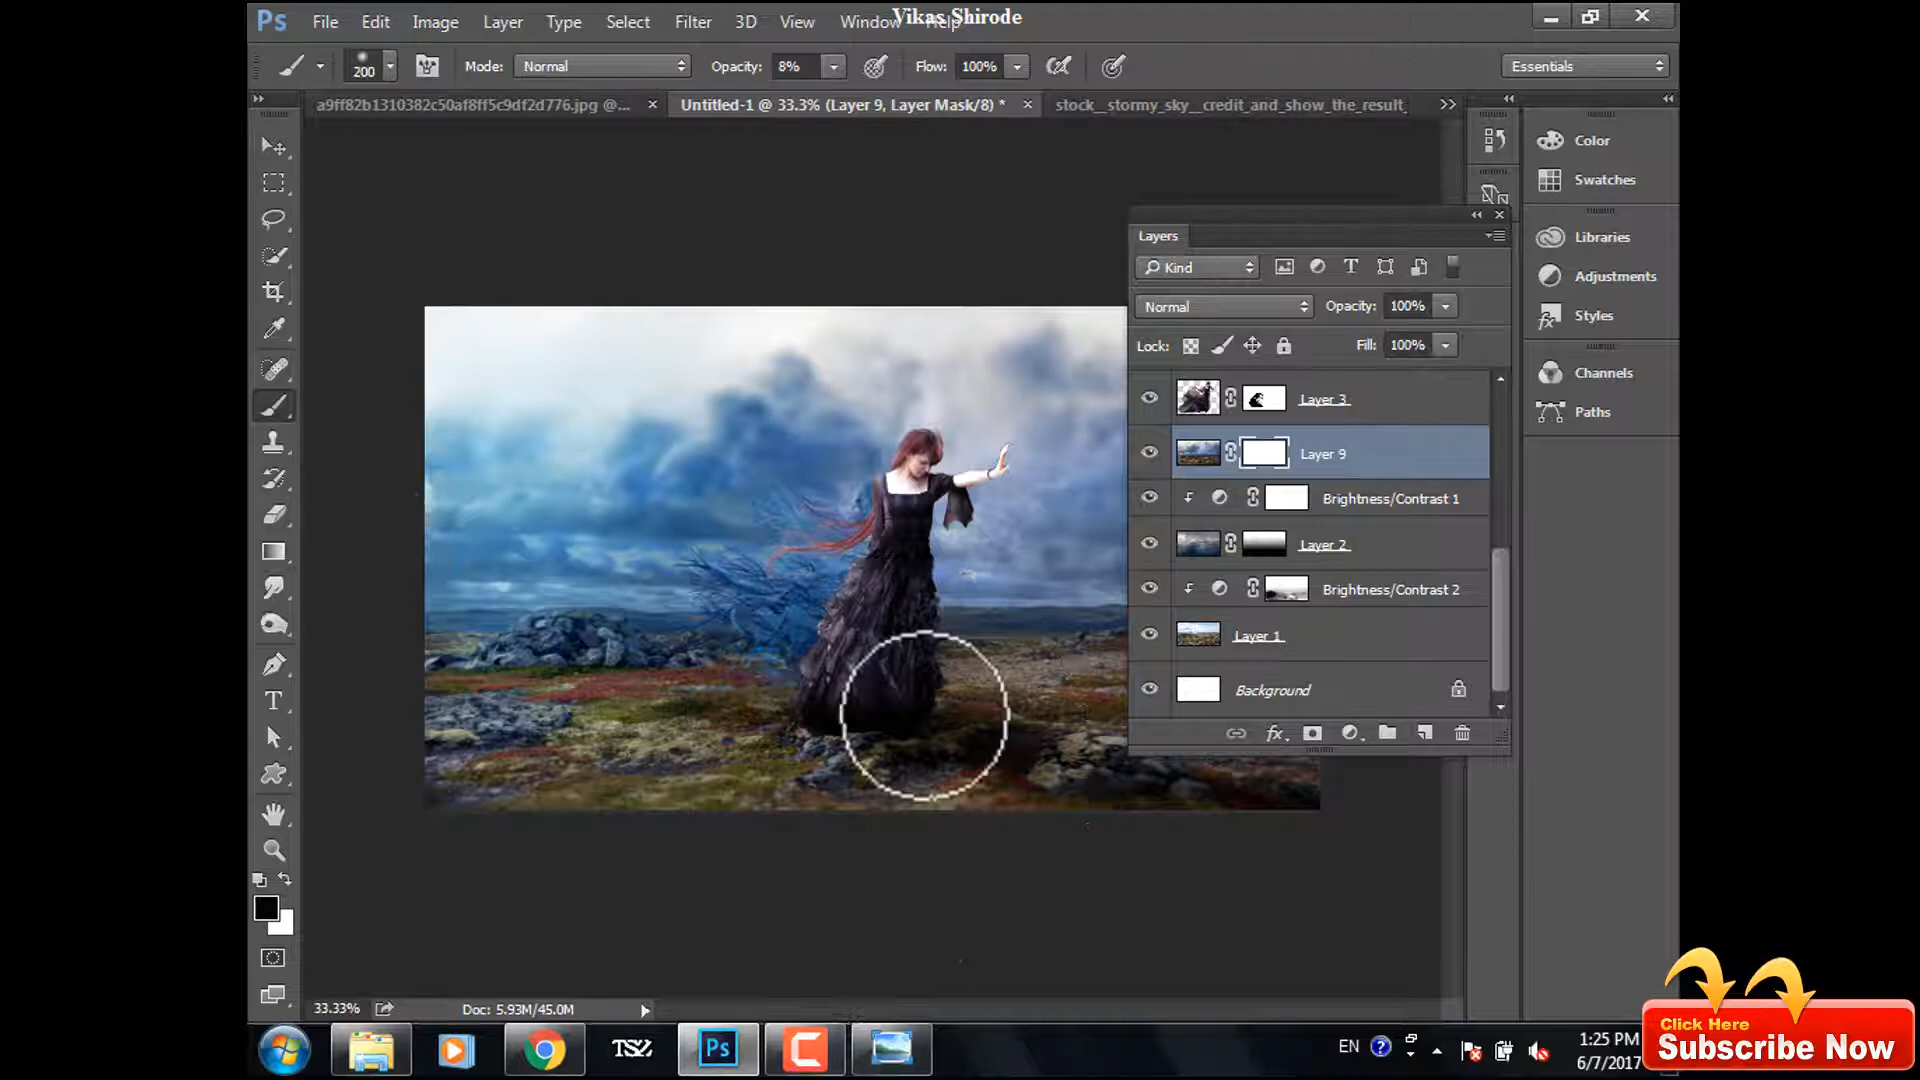 Vikas Shirode
Ps File Edit Image Layer Type Select Filter 3D View Window Help
200 Mode: Normal Opacity: 8% Flow: 100% Essentials
a9ff82b1310382c50af8ff5c9df2d776.jpg @... × Untitled-1 @ 33.3% (Layer 9, Layer Mask/8) * × stock__stormy_sky__credit_and_show_the_result_
Color
Swatches
Libraries
Adjustments
Styles
Channels
Paths
Layers
Kind
Normal Opacity: 100%
Lock: Fill: 100%
Layer 3
Layer 9
Brightness/Contrast 1
Layer 2
Brightness/Contrast 2
Layer 1
Background
fx
33.33% Doc: 5.93M/45.0M
TS2 Ps
EN 1:25 PM
6/7/2017
Click Here
Subscribe Now